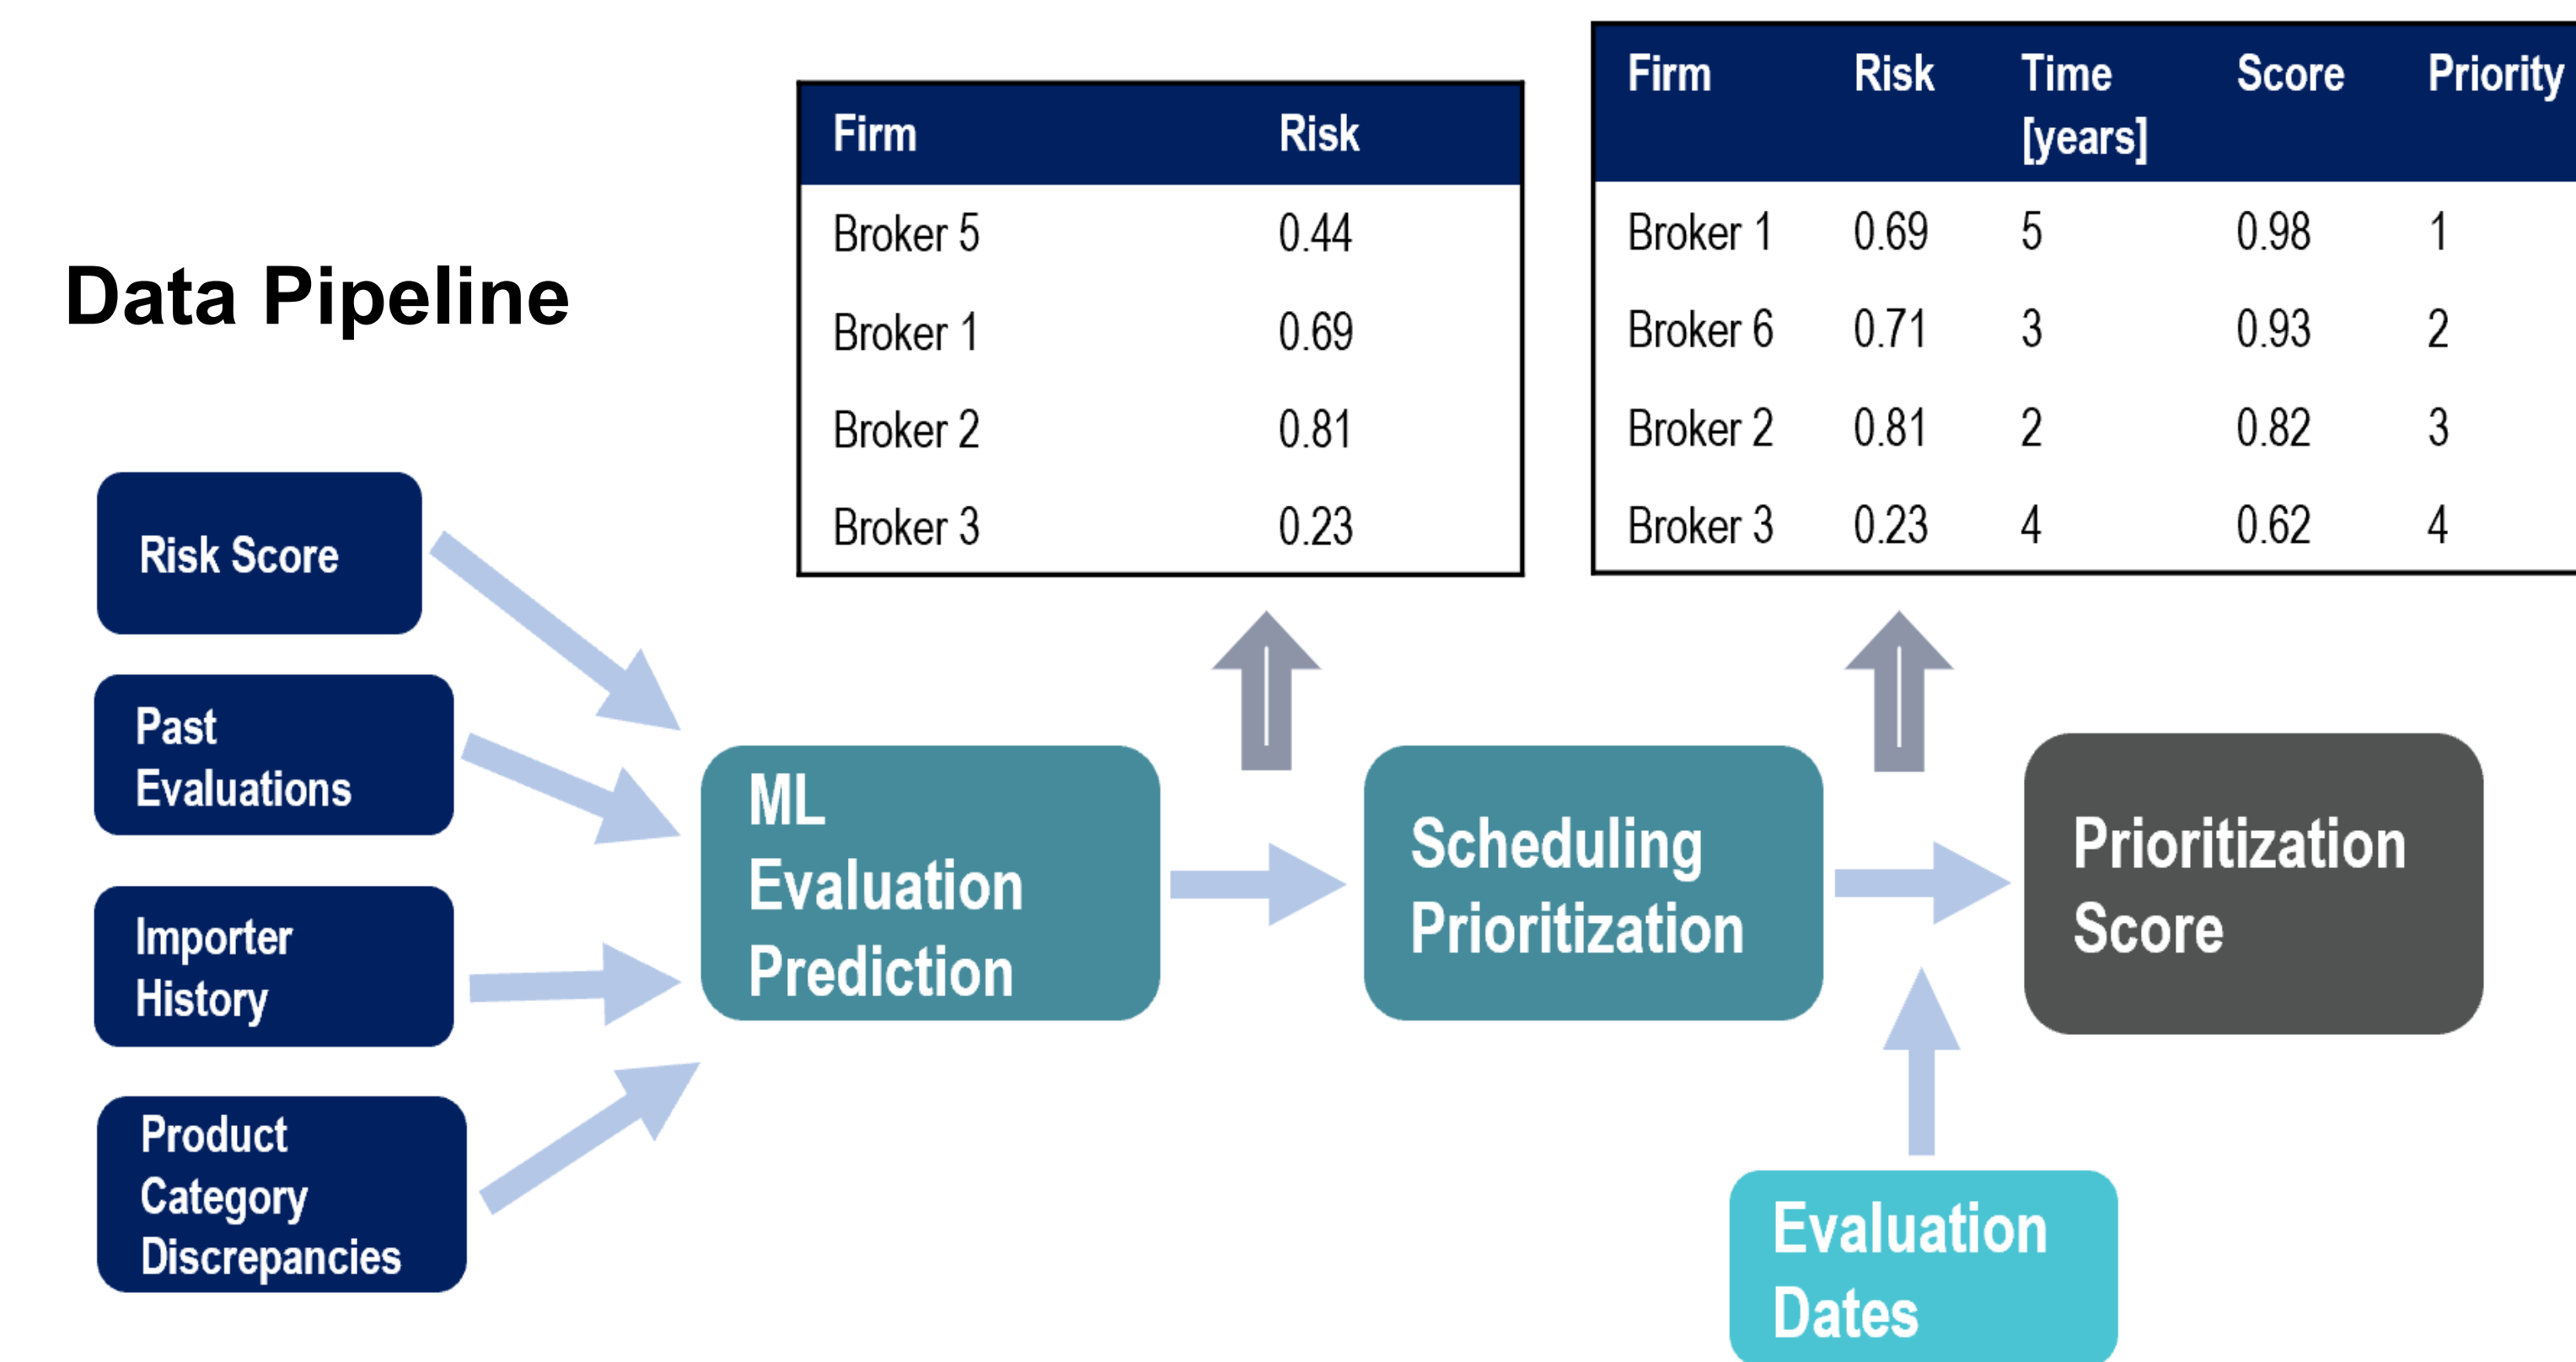 Data Pipeline
Firm Risk
Broker 5 0.44
Broker 1 0.69
Broker 2 0.81
Broker 3 0.23
Firm Risk Time Score Priority
[years]
Broker 1 0.69 5 0.98 1
Broker 6 0.71 3 0.93 2
Broker 2 0.81 2 0.82 3
Broker 3 0.23 4 0.62 4
Risk Score
Past
Evaluations
Importer
History
Product
Category
Discrepancies
ML
Evaluation
Prediction
Scheduling
Prioritization
Prioritization
Score
Evaluation
Dates